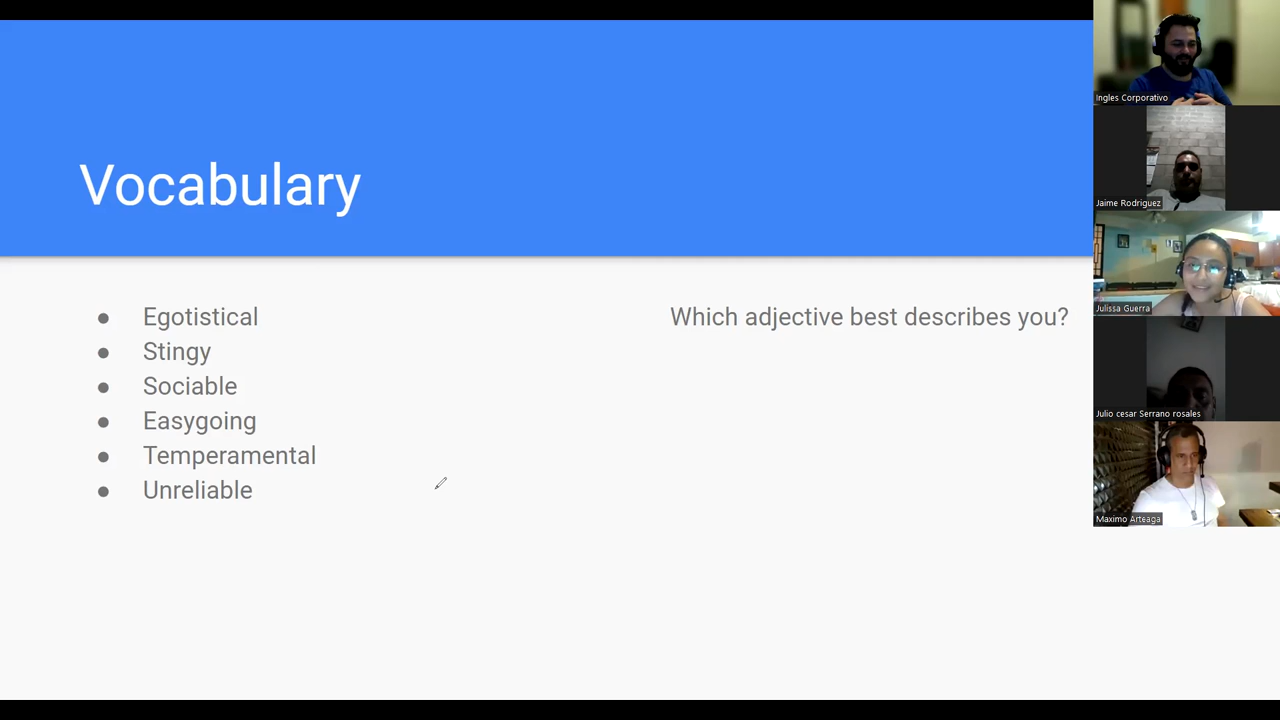 Vocabulary
Egotistical
Stingy
Sociable
Easygoing
Temperamental
Unreliable
Which adjective best describes you?
Ingles Corporativo
Jaime Rodriguez
Julissa Guerra
Julio cesar Serrano rosales
Maximo Arteaga